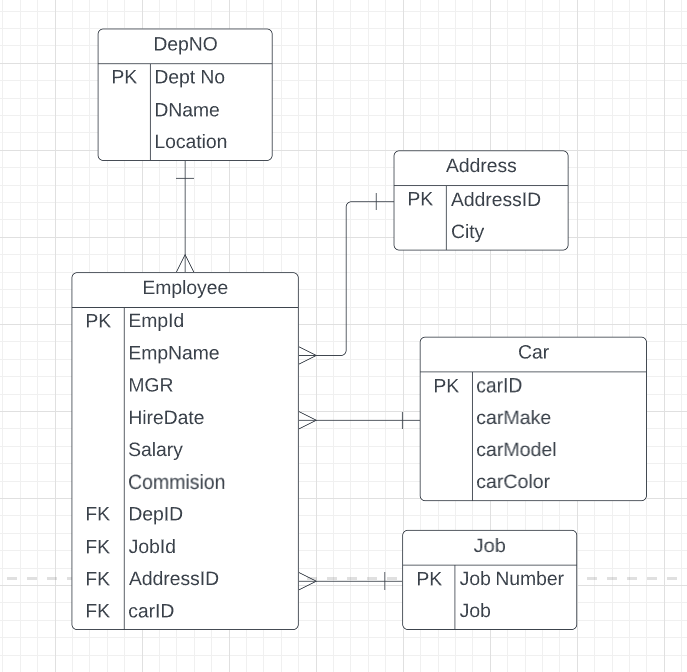 DepNO
PK Dept No
DName
Location
Address
PK AddressID
City
Employee
PK EmpId
EmpName
MGR
HireDate
Salary
Commision
FK DepID
FK JobId
FK AddressID
FK carID
Car
PK carID
carMake
carModel
carColor
Job
PK Job Number
Job